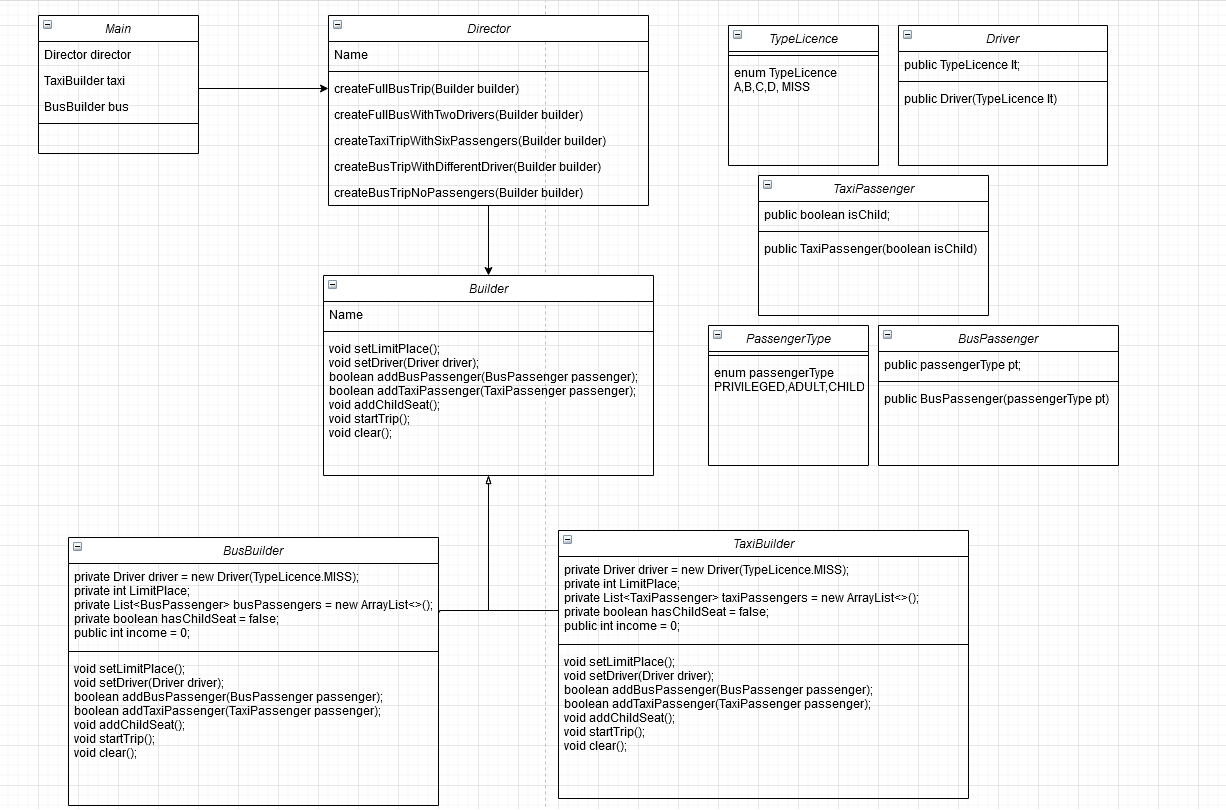 Main
Director director
TaxiBuilder taxi
BusBuilder bus
Director
Name
createFullBusTrip(Builder builder)
createFullBusWithTwoDrivers(Builder builder)
createTaxiTripWithSixPassengers(Builder builder)
createBusTripWithDifferentDriver(Builder builder)
createBusTripNoPassengers(Builder builder)
TypeLicence
enum TypeLicence
A,B,C,D, MISS
Driver
public TypeLicence lt;
public Driver(TypeLicence lt)
TaxiPassenger
public boolean isChild;
public TaxiPassenger(boolean isChild)
Builder
Name
void setLimitPlace();
void setDriver(Driver driver);
boolean addBusPassenger(BusPassenger passenger);
boolean addTaxiPassenger(TaxiPassenger passenger);
void addChildSeat();
void startTrip();
void clear();
PassengerType
enum passengerType
PRIVILEGED,ADULT,CHILD
BusPassenger
public passengerType pt;
public BusPassenger(passengerType pt)
BusBuilder
private Driver driver = new Driver(TypeLicence.MISS);
private int LimitPlace;
private List<BusPassenger> busPassengers = new ArrayList<>();
private boolean hasChildSeat = false;
public int income = 0;
void setLimitPlace();
void setDriver(Driver driver);
boolean addBusPassenger(BusPassenger passenger);
boolean addTaxiPassenger(TaxiPassenger passenger);
void addChildSeat();
void startTrip();
void clear();
TaxiBuilder
private Driver driver = new Driver(TypeLicence.MISS);
private int LimitPlace;
private List<TaxiPassenger> taxiPassengers = new ArrayList<>();
private boolean hasChildSeat = false;
public int income = 0;
void setLimitPlace();
void setDriver(Driver driver);
boolean addBusPassenger(BusPassenger passenger);
boolean addTaxiPassenger(TaxiPassenger passenger);
void addChildSeat();
void startTrip();
void clear();